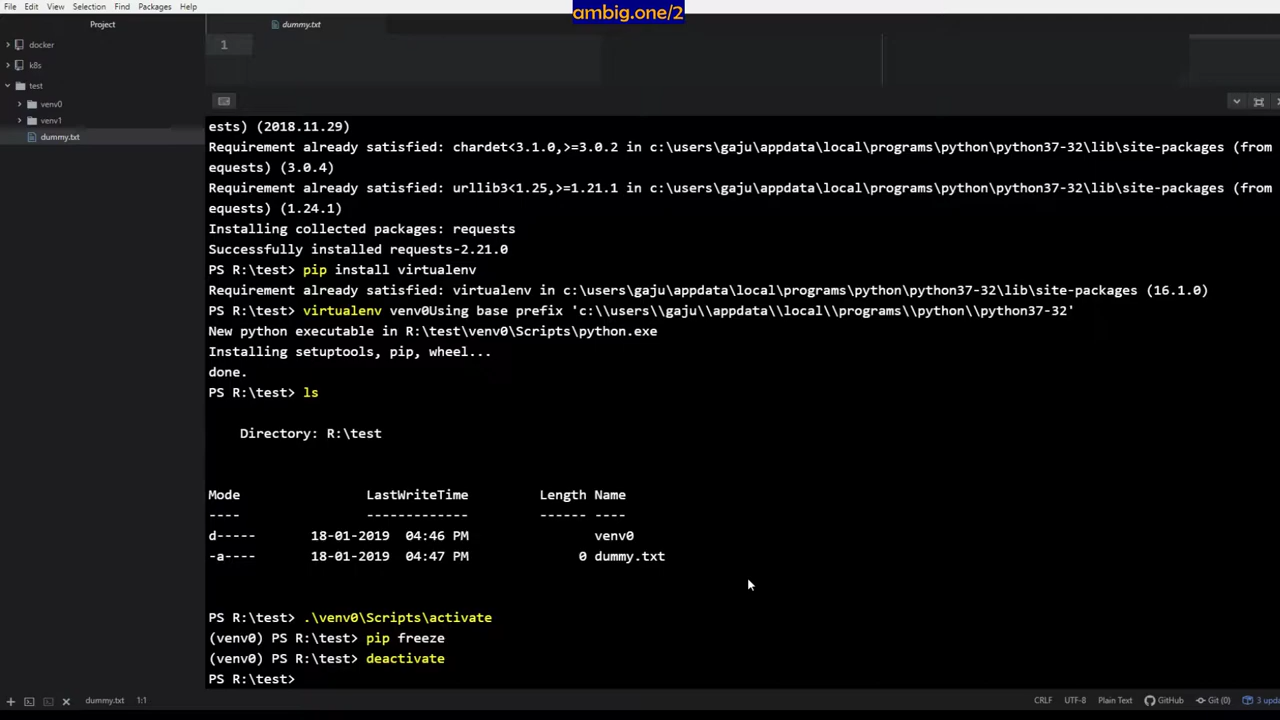 ambig.one/2
File Edit View Selection Find Packages Help
Project
dummy.txt
docker
k8s
test
venv0
venv1
dummy.txt
1
ests) (2018.11.29)
Requirement already satisfied: chardet<3.1.0,>=3.0.2 in c:\users\gaju\appdata\local\programs\python\python37-32\lib\site-packages (from
equests) (3.0.4)
Requirement already satisfied: urllib3<1.25,>=1.21.1 in c:\users\gaju\appdata\local\programs\python\python37-32\lib\site-packages (from
equests) (1.24.1)
Installing collected packages: requests
Successfully installed requests-2.21.0
PS R:\test> pip install virtualenv
Requirement already satisfied: virtualenv in c:\users\gaju\appdata\local\programs\python\python37-32\lib\site-packages (16.1.0)
PS R:\test> virtualenv venv0Using base prefix 'c:\\users\\gaju\\appdata\\local\\programs\\python\\python37-32'
New python executable in R:\test\venv0\Scripts\python.exe
Installing setuptools, pip, wheel...
done.
PS R:\test> ls
Directory: R:\test
Mode LastWriteTime Length Name
---- ------------- ------ ----
d----- 18-01-2019 04:46 PM venv0
-a---- 18-01-2019 04:47 PM 0 dummy.txt
PS R:\test> .\venv0\Scripts\activate
(venv0) PS R:\test> pip freeze
(venv0) PS R:\test> deactivate
PS R:\test>
dummy.txt 1:1 CRLF UTF-8 Plain Text GitHub Git (0) 3 upd